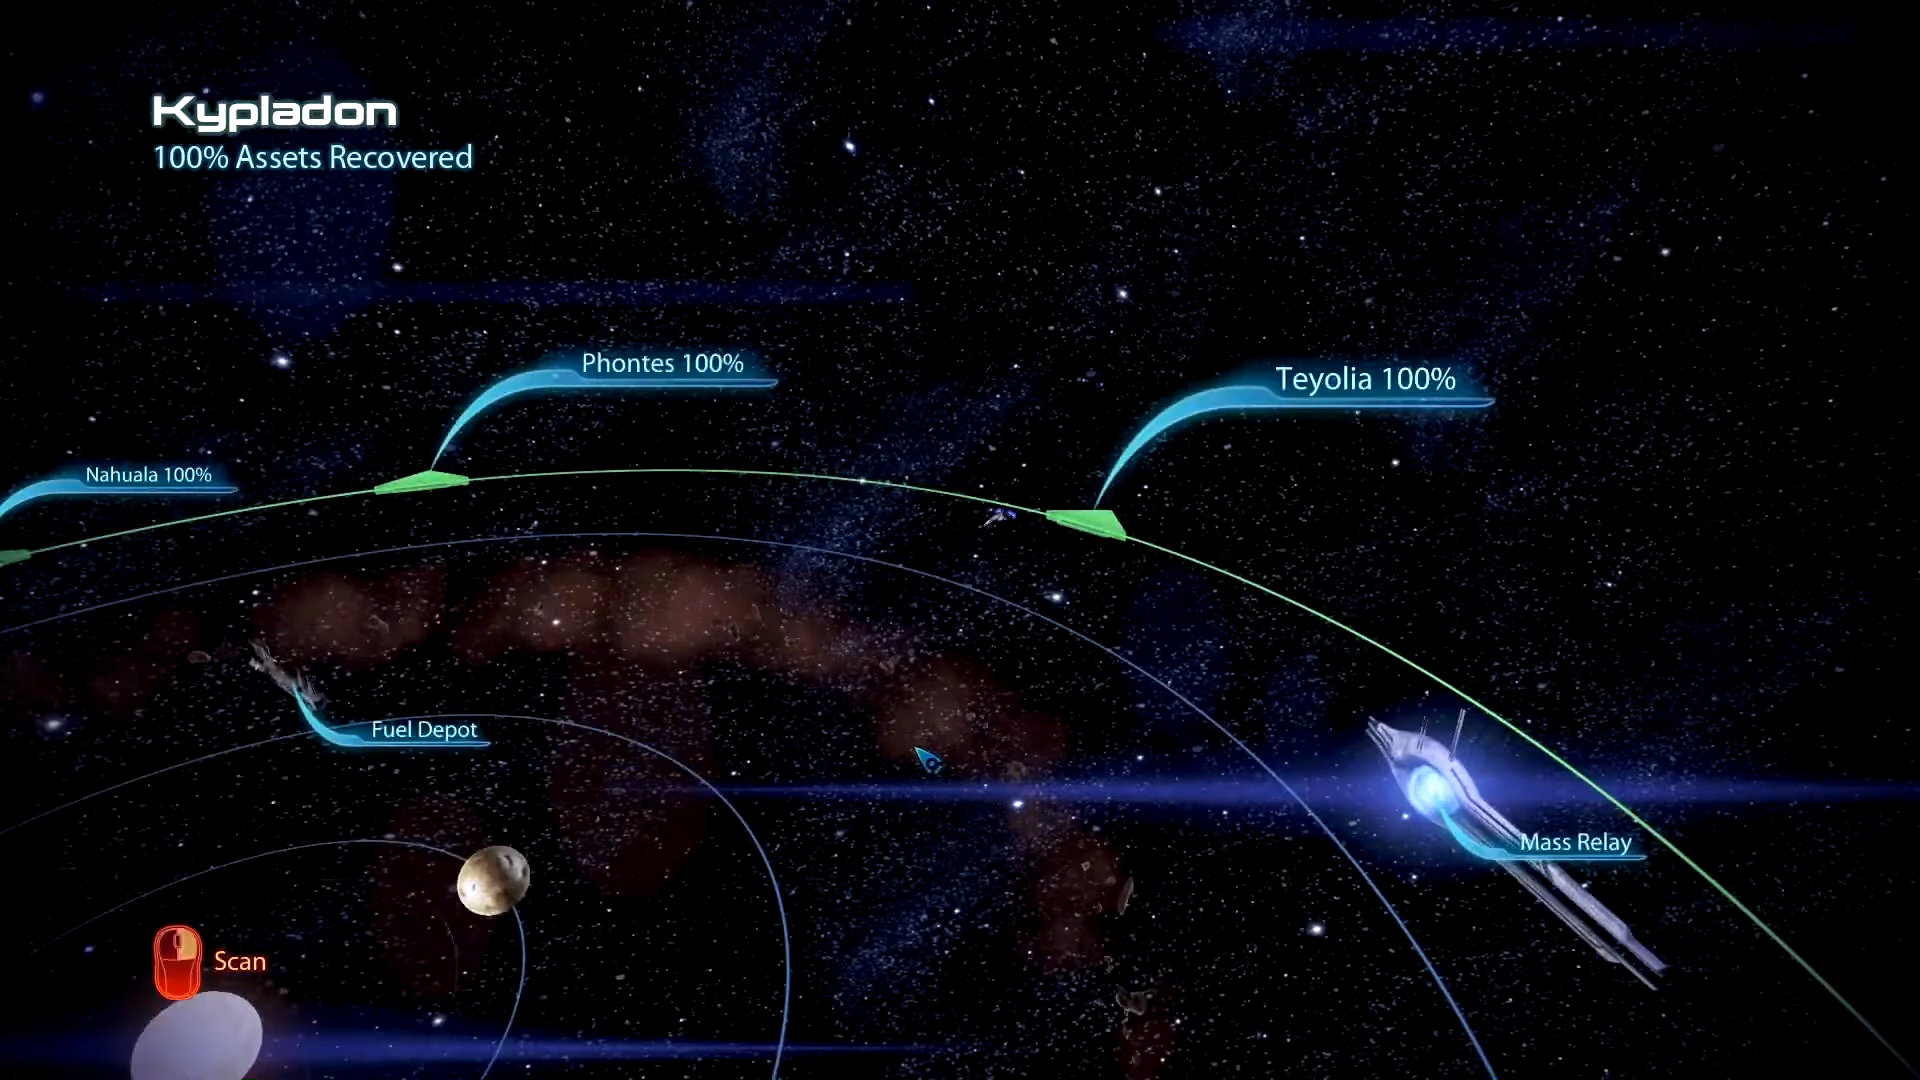 Kypladon
100% Assets Recovered
Phontes 100%
Teyolia 100%
Nahuala 100%
Fuel Depot
Mass Relay
Scan